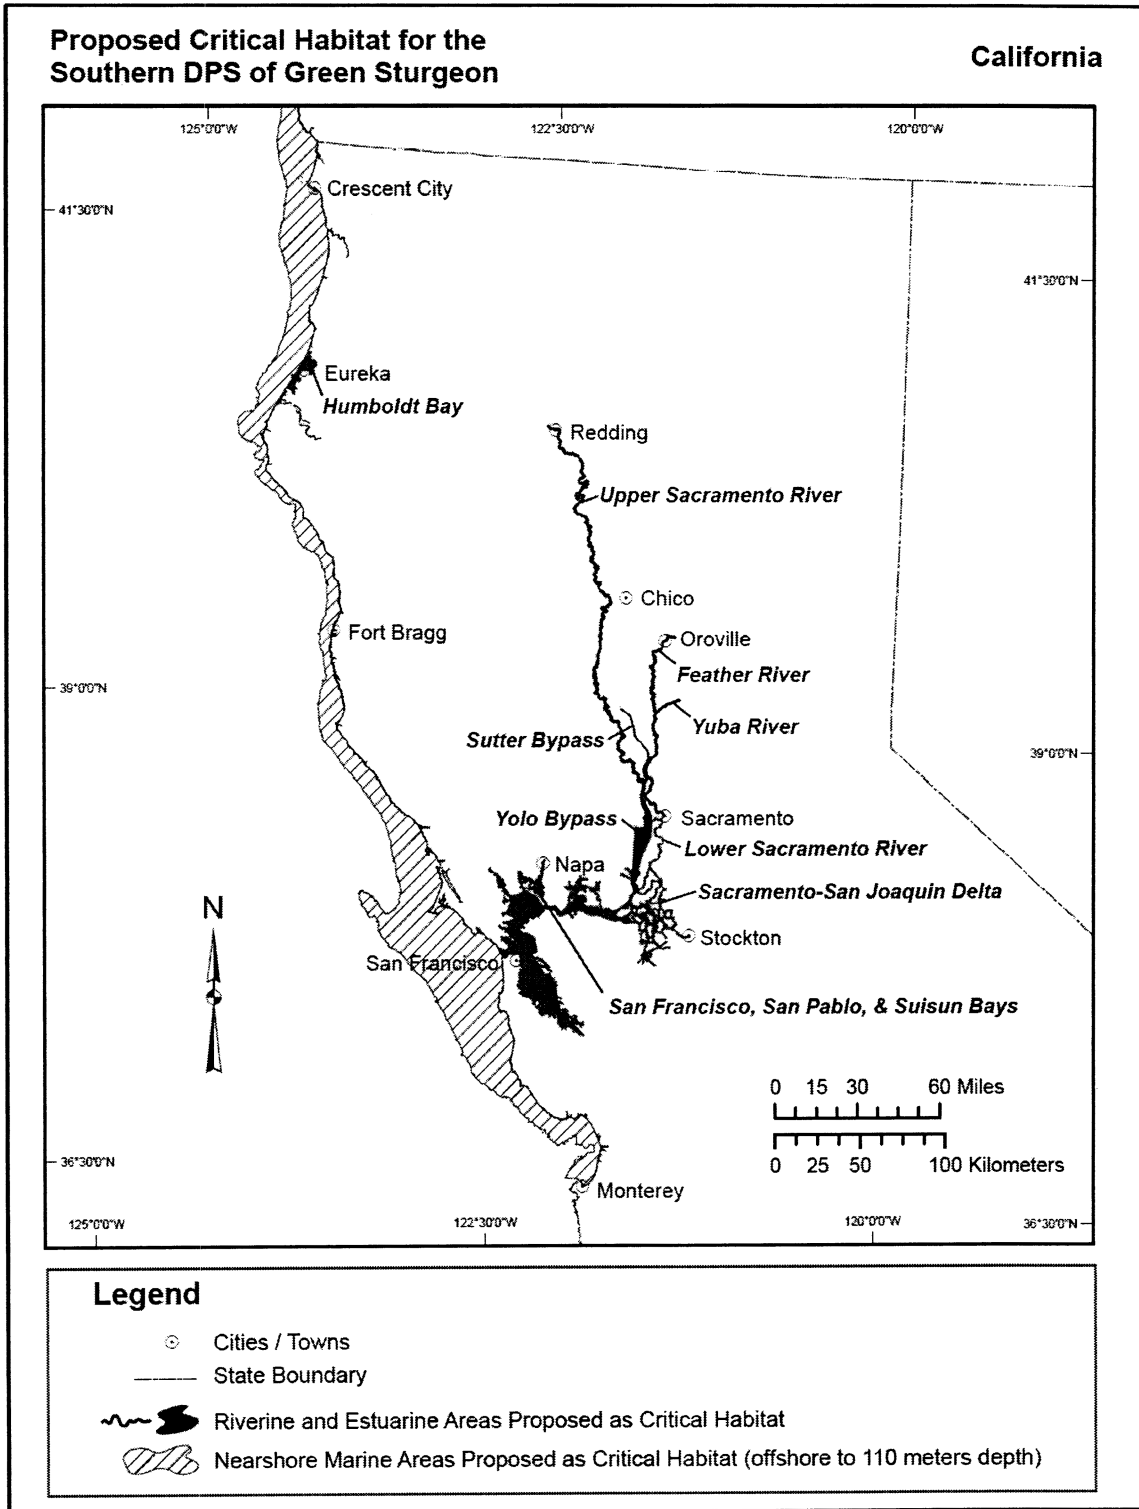 Proposed Critical Habitat for the
Southern DPS of Green Sturgeon
California
125°0'0"W
122°30'0"W
120°0'0"W
Crescent City
41°30'0"N
41°30'0"N
Eureka
Humboldt Bay
Redding
Upper Sacramento River
Chico
Fort Bragg
Oroville
Feather River
39°0'0"N
Yuba River
Sutter Bypass
39°0'0"N
Yolo Bypass
Sacramento
Lower Sacramento River
Napa
Sacramento-San Joaquin Delta
N
Stockton
San Francisco
San Francisco, San Pablo, & Suisun Bays
0 15 30 60 Miles
0 25 50 100 Kilometers
36°30'0"N
Monterey
125°0'0"W
122°30'0"W
120°0'0"W
36°30'0"N
Legend
Cities / Towns
State Boundary
Riverine and Estuarine Areas Proposed as Critical Habitat
Nearshore Marine Areas Proposed as Critical Habitat (offshore to 110 meters depth)